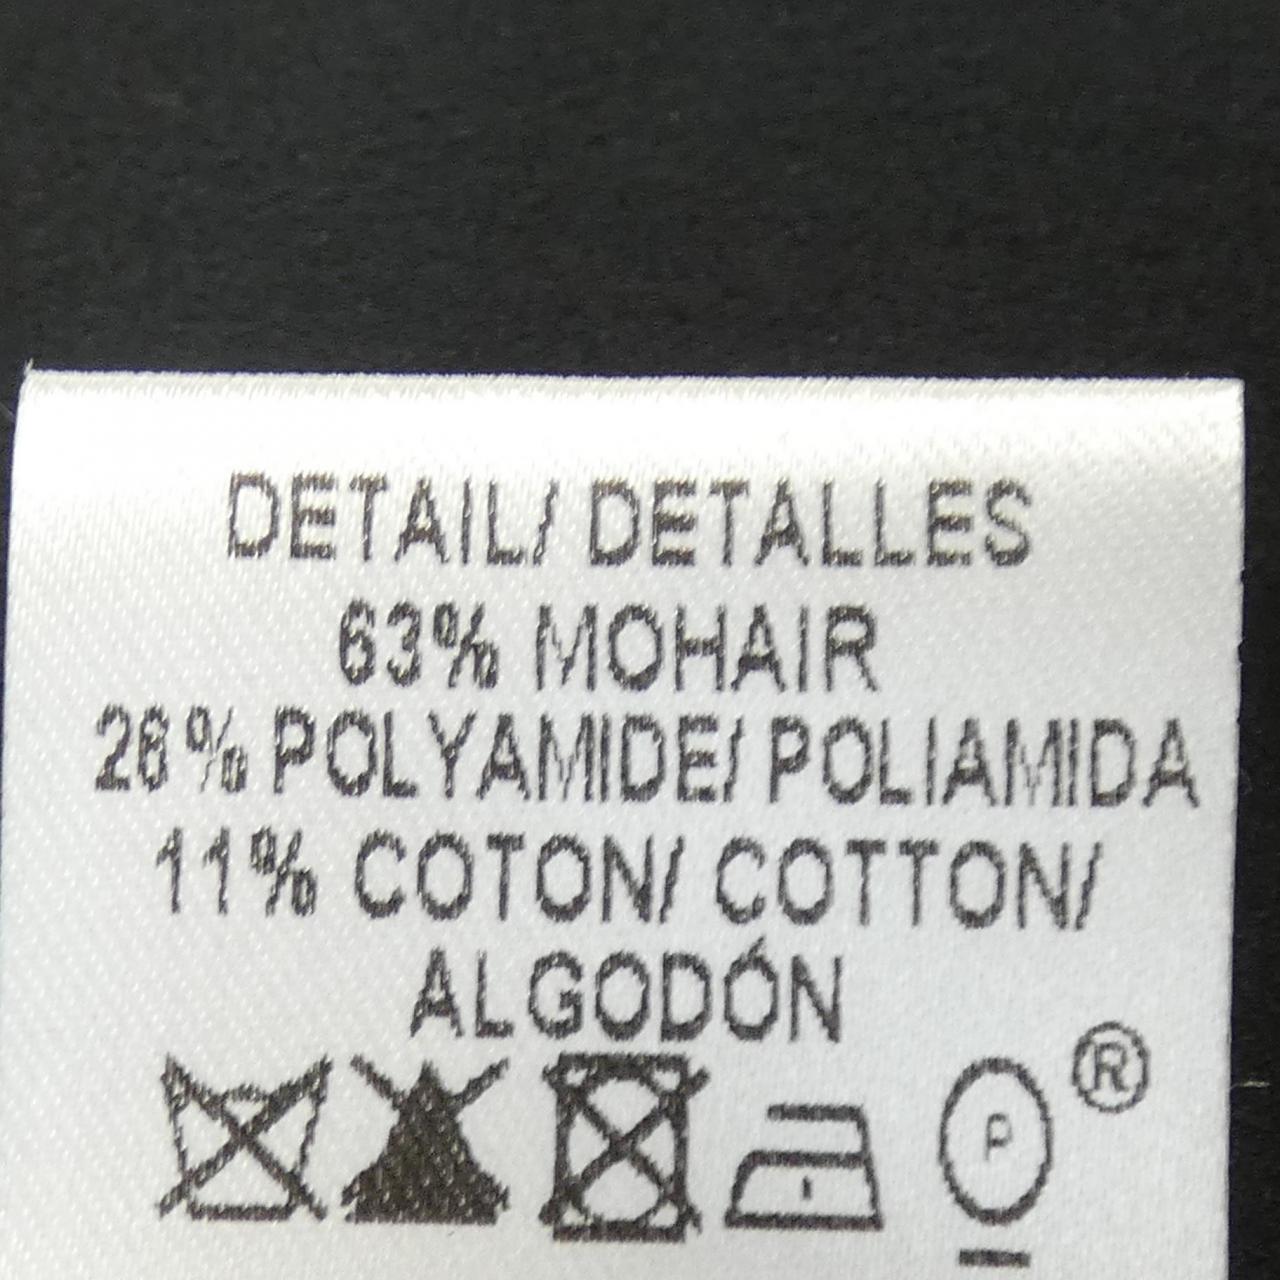 DETAIL/ DETALLES
63% MOHAIR
26% POLYAMIDE/ POLIAMIDA
11% COTON/ COTTON/
ALGODÓN
®
P